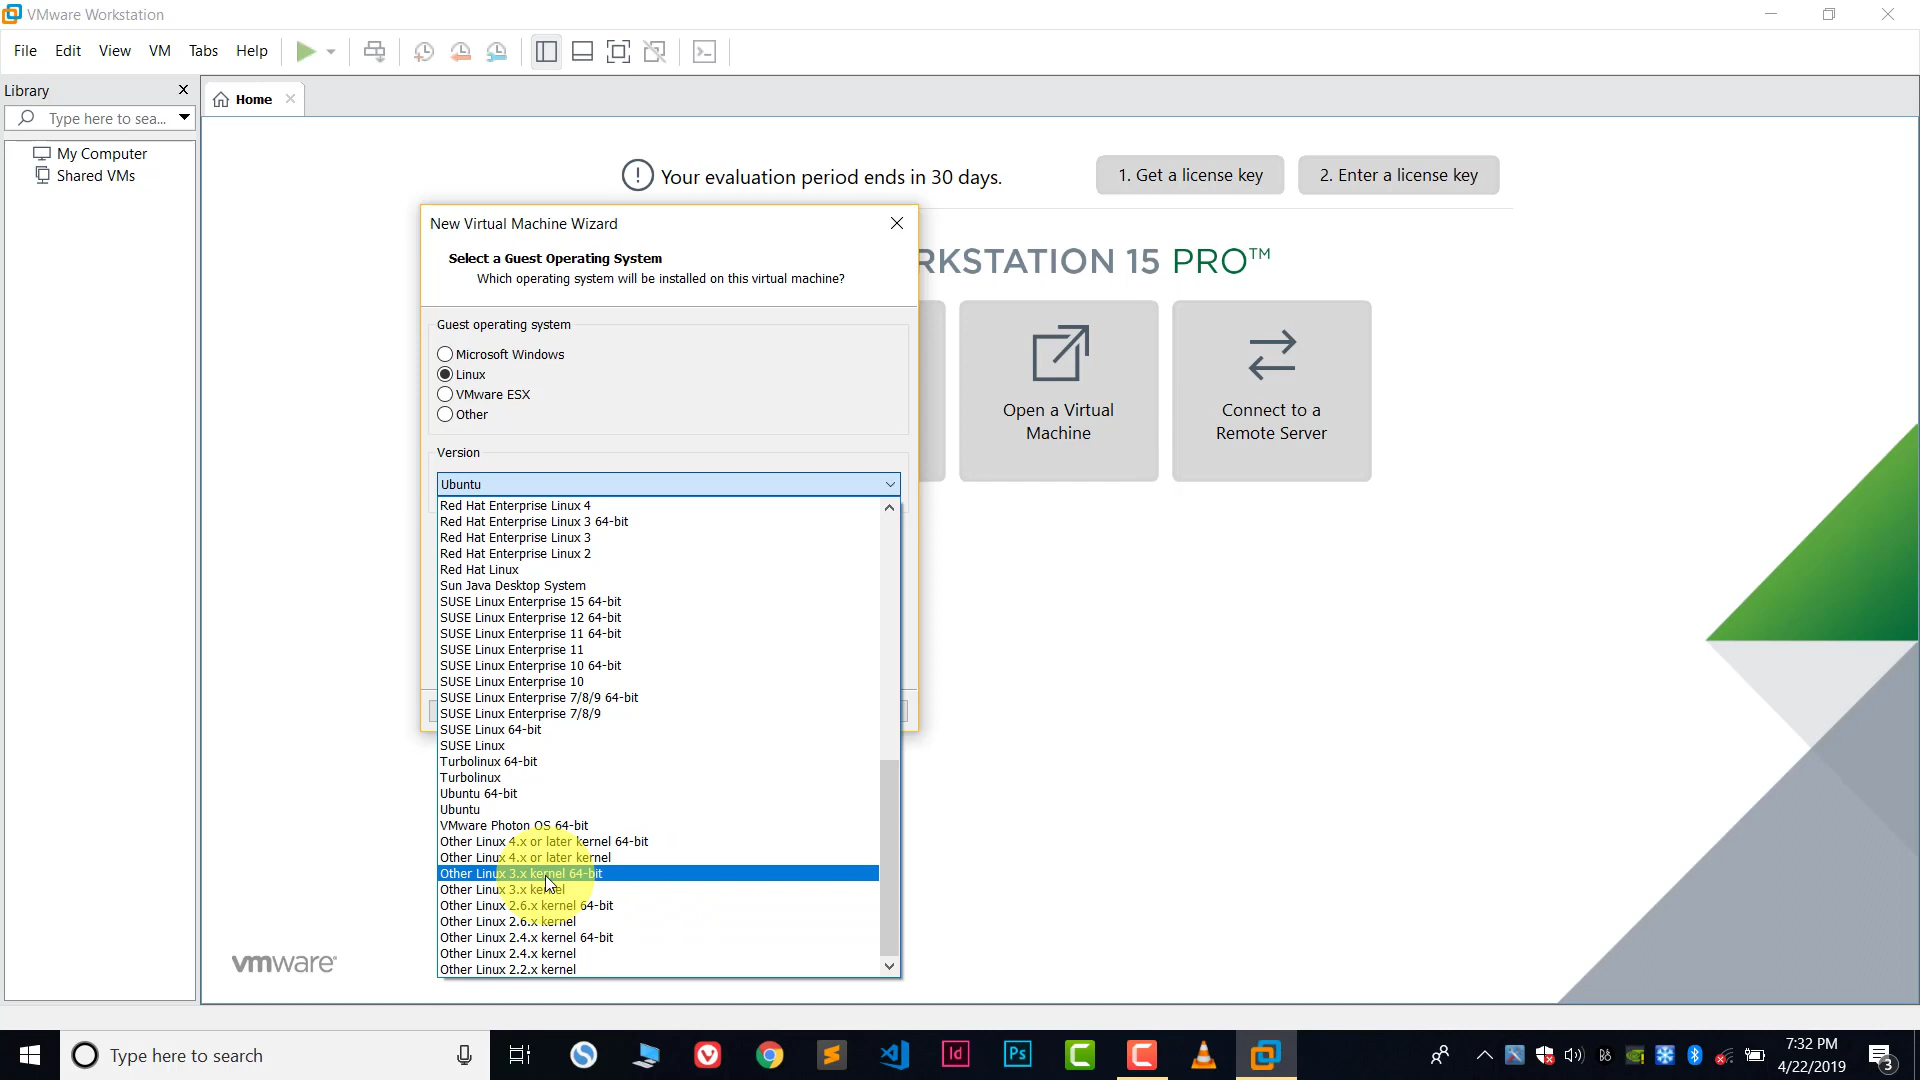 VMware Workstation
File Edit View VM Tabs Help
Library
Type here to sea...
Home
My Computer
Shared VMs
! Your evaluation period ends in 30 days.
1. Get a license key
2. Enter a license key
New Virtual Machine Wizard
Select a Guest Operating System
Which operating system will be installed on this virtual machine?
RKSTATION 15 PRO™
Guest operating system
Microsoft Windows
Linux
VMware ESX
Other
Open a Virtual
Machine
Connect to a
Remote Server
Version
Ubuntu
Red Hat Enterprise Linux 4
Red Hat Enterprise Linux 3 64-bit
Red Hat Enterprise Linux 3
Red Hat Enterprise Linux 2
Red Hat Linux
Sun Java Desktop System
SUSE Linux Enterprise 15 64-bit
SUSE Linux Enterprise 12 64-bit
SUSE Linux Enterprise 11 64-bit
SUSE Linux Enterprise 11
SUSE Linux Enterprise 10 64-bit
SUSE Linux Enterprise 10
SUSE Linux Enterprise 7/8/9 64-bit
SUSE Linux Enterprise 7/8/9
SUSE Linux 64-bit
SUSE Linux
Turbolinux 64-bit
Turbolinux
Ubuntu 64-bit
Ubuntu
VMware Photon OS 64-bit
Other Linux 4.x or later kernel 64-bit
Other Linux 4.x or later kernel
Other Linux 3.x kernel 64-bit
Other Linux 3.x kernel
Other Linux 2.6.x kernel 64-bit
Other Linux 2.6.x kernel
Other Linux 2.4.x kernel 64-bit
Other Linux 2.4.x kernel
Other Linux 2.2.x kernel
vmware
Type here to search
Id
Ps
7:32 PM
4/22/2019
3